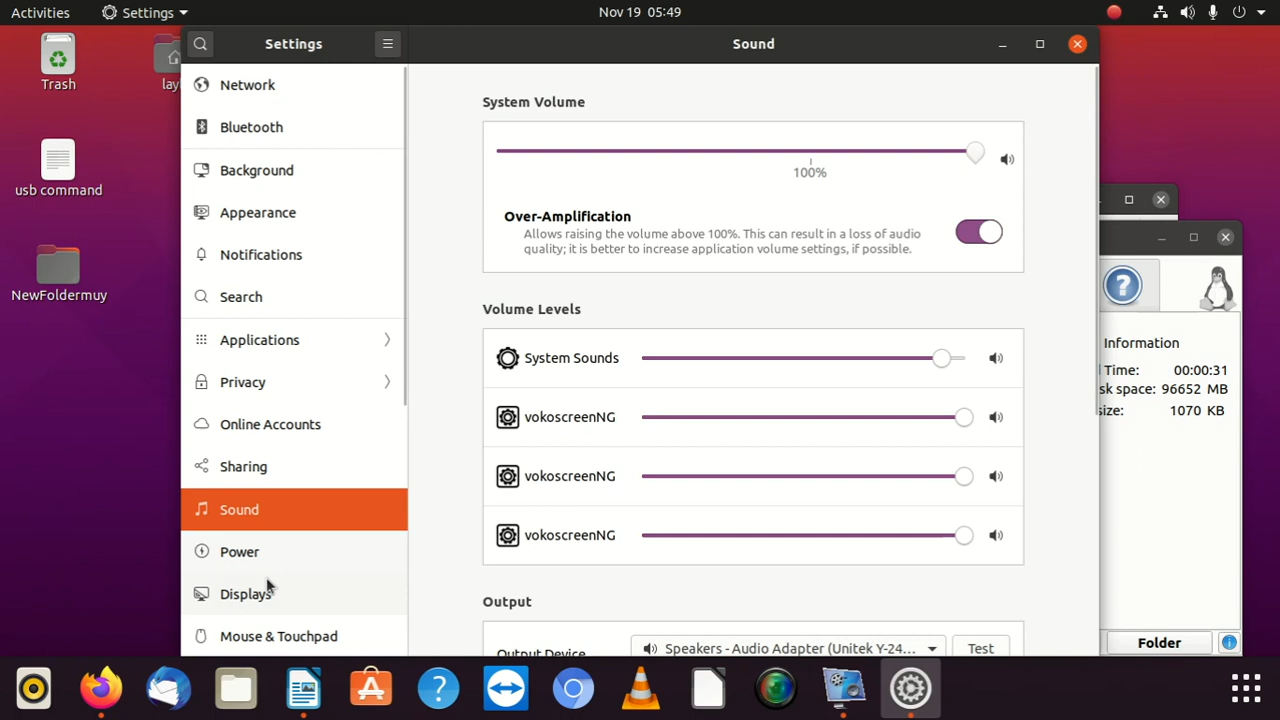 Activities
Settings
Nov 19 05:49
Trash
lay
usb command
NewFoldermuy
Settings
Sound
Network
Bluetooth
Background
Appearance
Notifications
Search
Applications
Privacy
Online Accounts
Sharing
Sound
Power
Displays
Mouse & Touchpad
System Volume
100%
Over-Amplification
Allows raising the volume above 100%. This can result in a loss of audio
quality; it is better to increase application volume settings, if possible.
Volume Levels
System Sounds
vokoscreenNG
vokoscreenNG
vokoscreenNG
Output
Output Device
Speakers - Audio Adapter (Unitek Y-24...
Test
Information
Time: 00:00:31
sk space: 96652 MB
size: 1070 KB
Folder